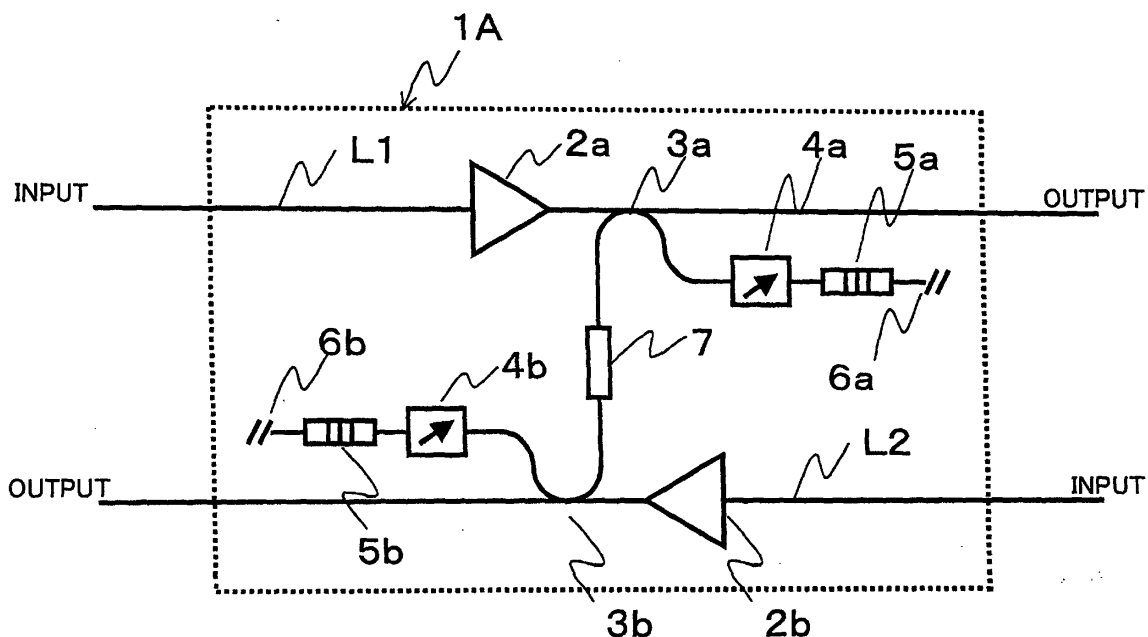 1A
L1
2a
3a
4a
5a
INPUT
OUTPUT
6b
4b
7
6a
L2
OUTPUT
INPUT
5b
3b
2b